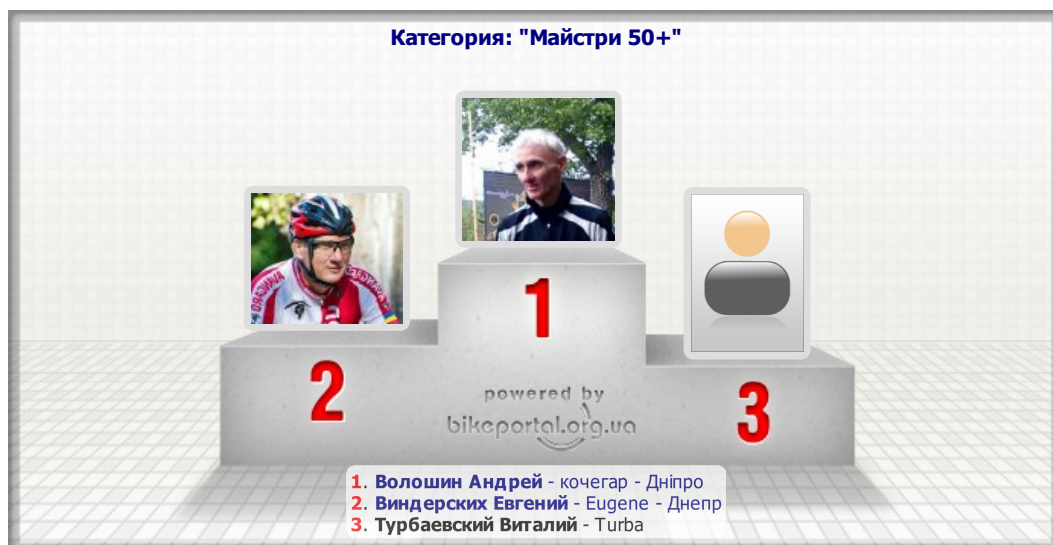 Категория: "Майстри 50+"
1
2
3
powered by
bikeportal.org.ua
1. Волошин Андрей - кочегар - Дніпро
2. Виндерских Евгений - Eugene - Днепр
3. Турбаевский Виталий - Turba